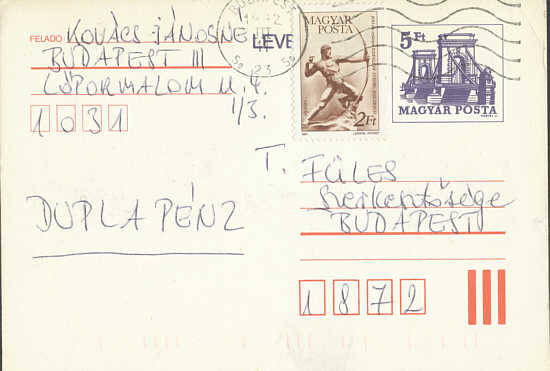 FELADÓ KOVÁCS JÁNOSNÉ
BUDAPEST III
LŐPORMALOM U. 4.
1/3.
1031
LEVE
MAGYAR POSTA
2Ft
5Ft
MAGYAR POSTA
T. FÜLES
Szerkesztősége
BUDAPEST
DUPLA PÉNZ
1872